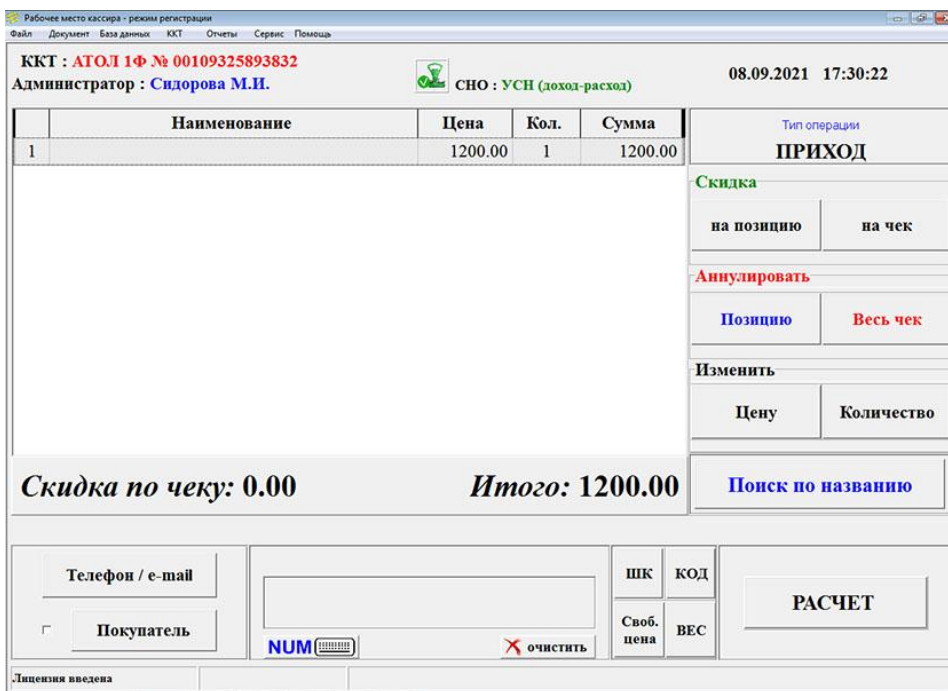 Рабочее место кассира - режим регистрации
Файл Документ База данных ККТ Отчеты Сервис Помощь
ККТ : АТОЛ 1Ф № 00109325893832
Администратор : Сидорова М.И.
СНО : УСН (доход-расход)
08.09.2021 17:30:22
Наименование Цена Кол. Сумма
1 1200.00 1 1200.00
Тип операции
ПРИХОД
Скидка
на позицию на чек
Аннулировать
Позицию Весь чек
Изменить
Цену Количество
Скидка по чеку: 0.00 Итого: 1200.00
Поиск по названию
Телефон / e-mail
Покупатель
NUM
очистить
ШК КОД
Своб. цена ВЕС
РАСЧЕТ
Лицензия введена